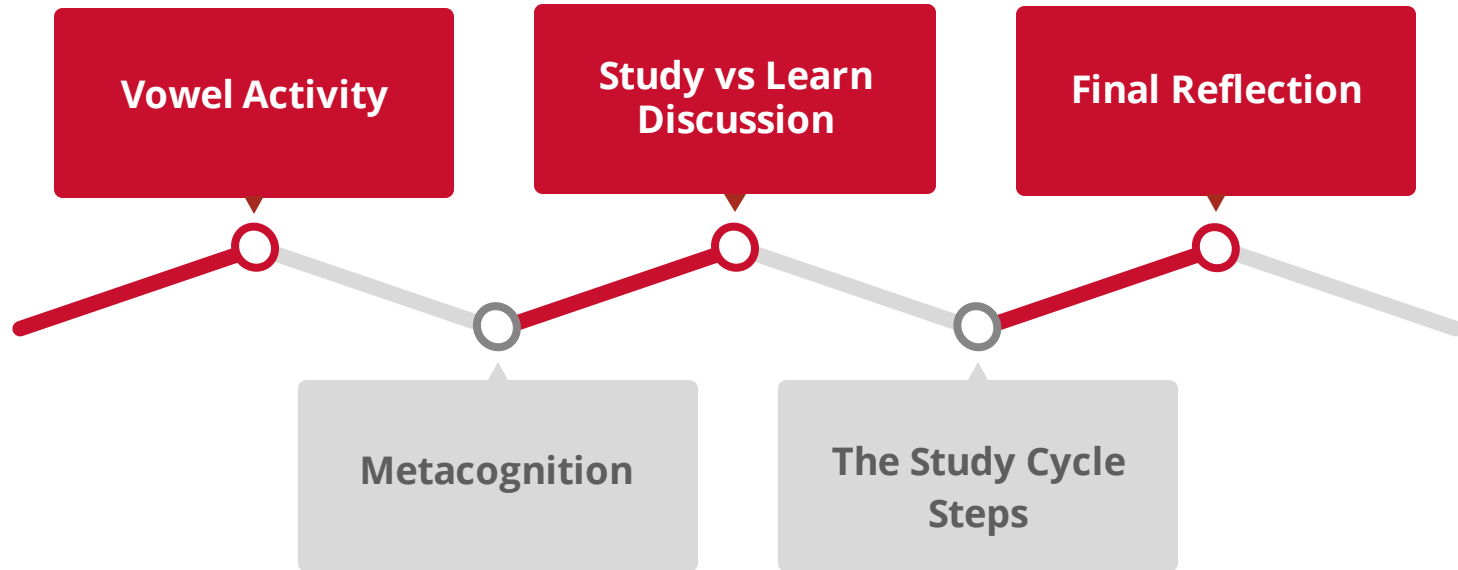 Vowel Activity
Metacognition
Study vs Learn
Discussion
The Study Cycle
Steps
Final Reflection